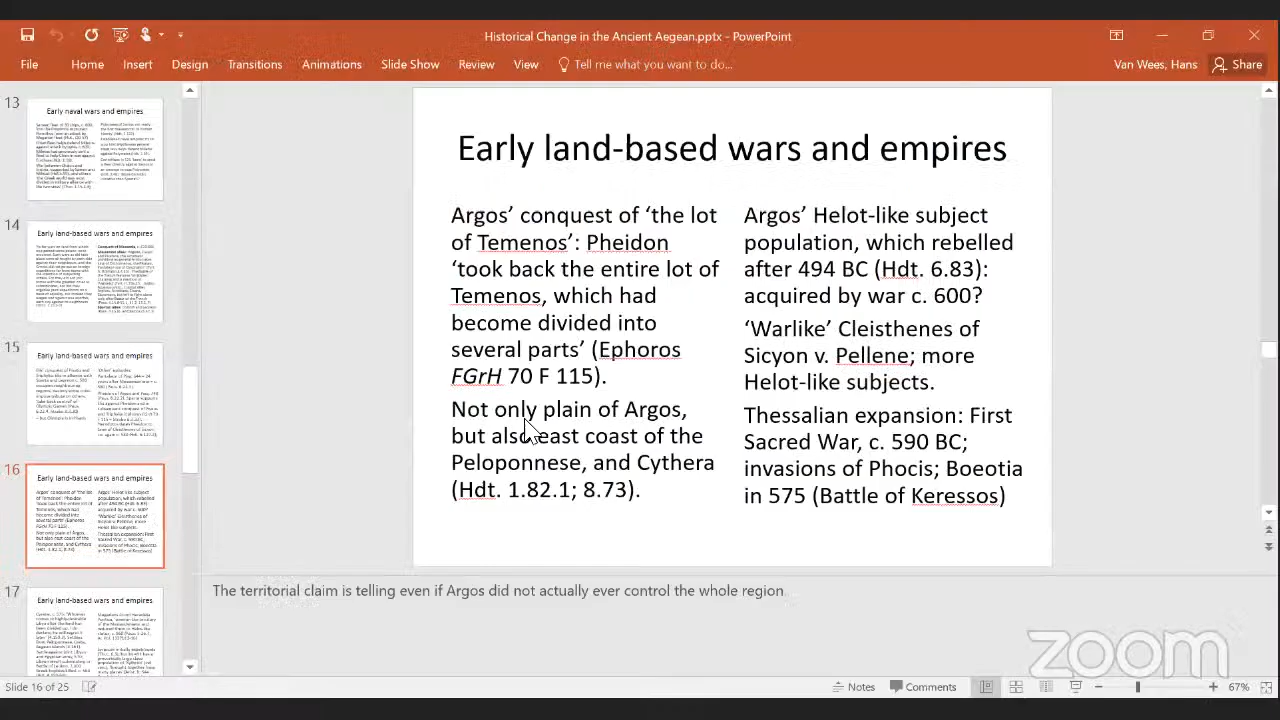 Historical Change in the Ancient Aegean.pptx - PowerPoint
File Home Insert Design Transitions Animations Slide Show Review View Tell me what you want to do... Van Wees, Hans Share
13
Early naval wars and empires
14
Early land-based wars and empires
15
Early land-based wars and empires
16
Early land-based wars and empires
17
Early land-based wars and empires
Early land-based wars and empires
Argos’ conquest of ‘the lot
of Temenos’: Pheidon
‘took back the entire lot of
Temenos, which had
become divided into
several parts’ (Ephoros
FGrH 70 F 115).
Not only plain of Argos,
but also east coast of the
Peloponnese, and Cythera
(Hdt. 1.82.1; 8.73).
Argos’ Helot-like subject
population, which rebelled
after 494 BC (Hdt. 6.83):
acquired by war c. 600?
‘Warlike’ Cleisthenes of
Sicyon v. Pellene; more
Helot-like subjects.
Thessalian expansion: First
Sacred War, c. 590 BC;
invasions of Phocis; Boeotia
in 575 (Battle of Keressos)
The territorial claim is telling even if Argos did not actually ever control the whole region.
zoom
Slide 16 of 25 Notes Comments 67%